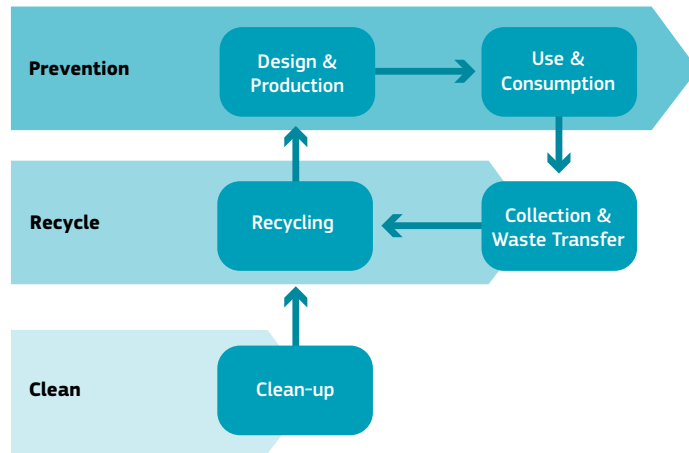 Prevention
Design &
Production
Use &
Consumption
Recycle
Recycling
Collection &
Waste Transfer
Clean
Clean-up